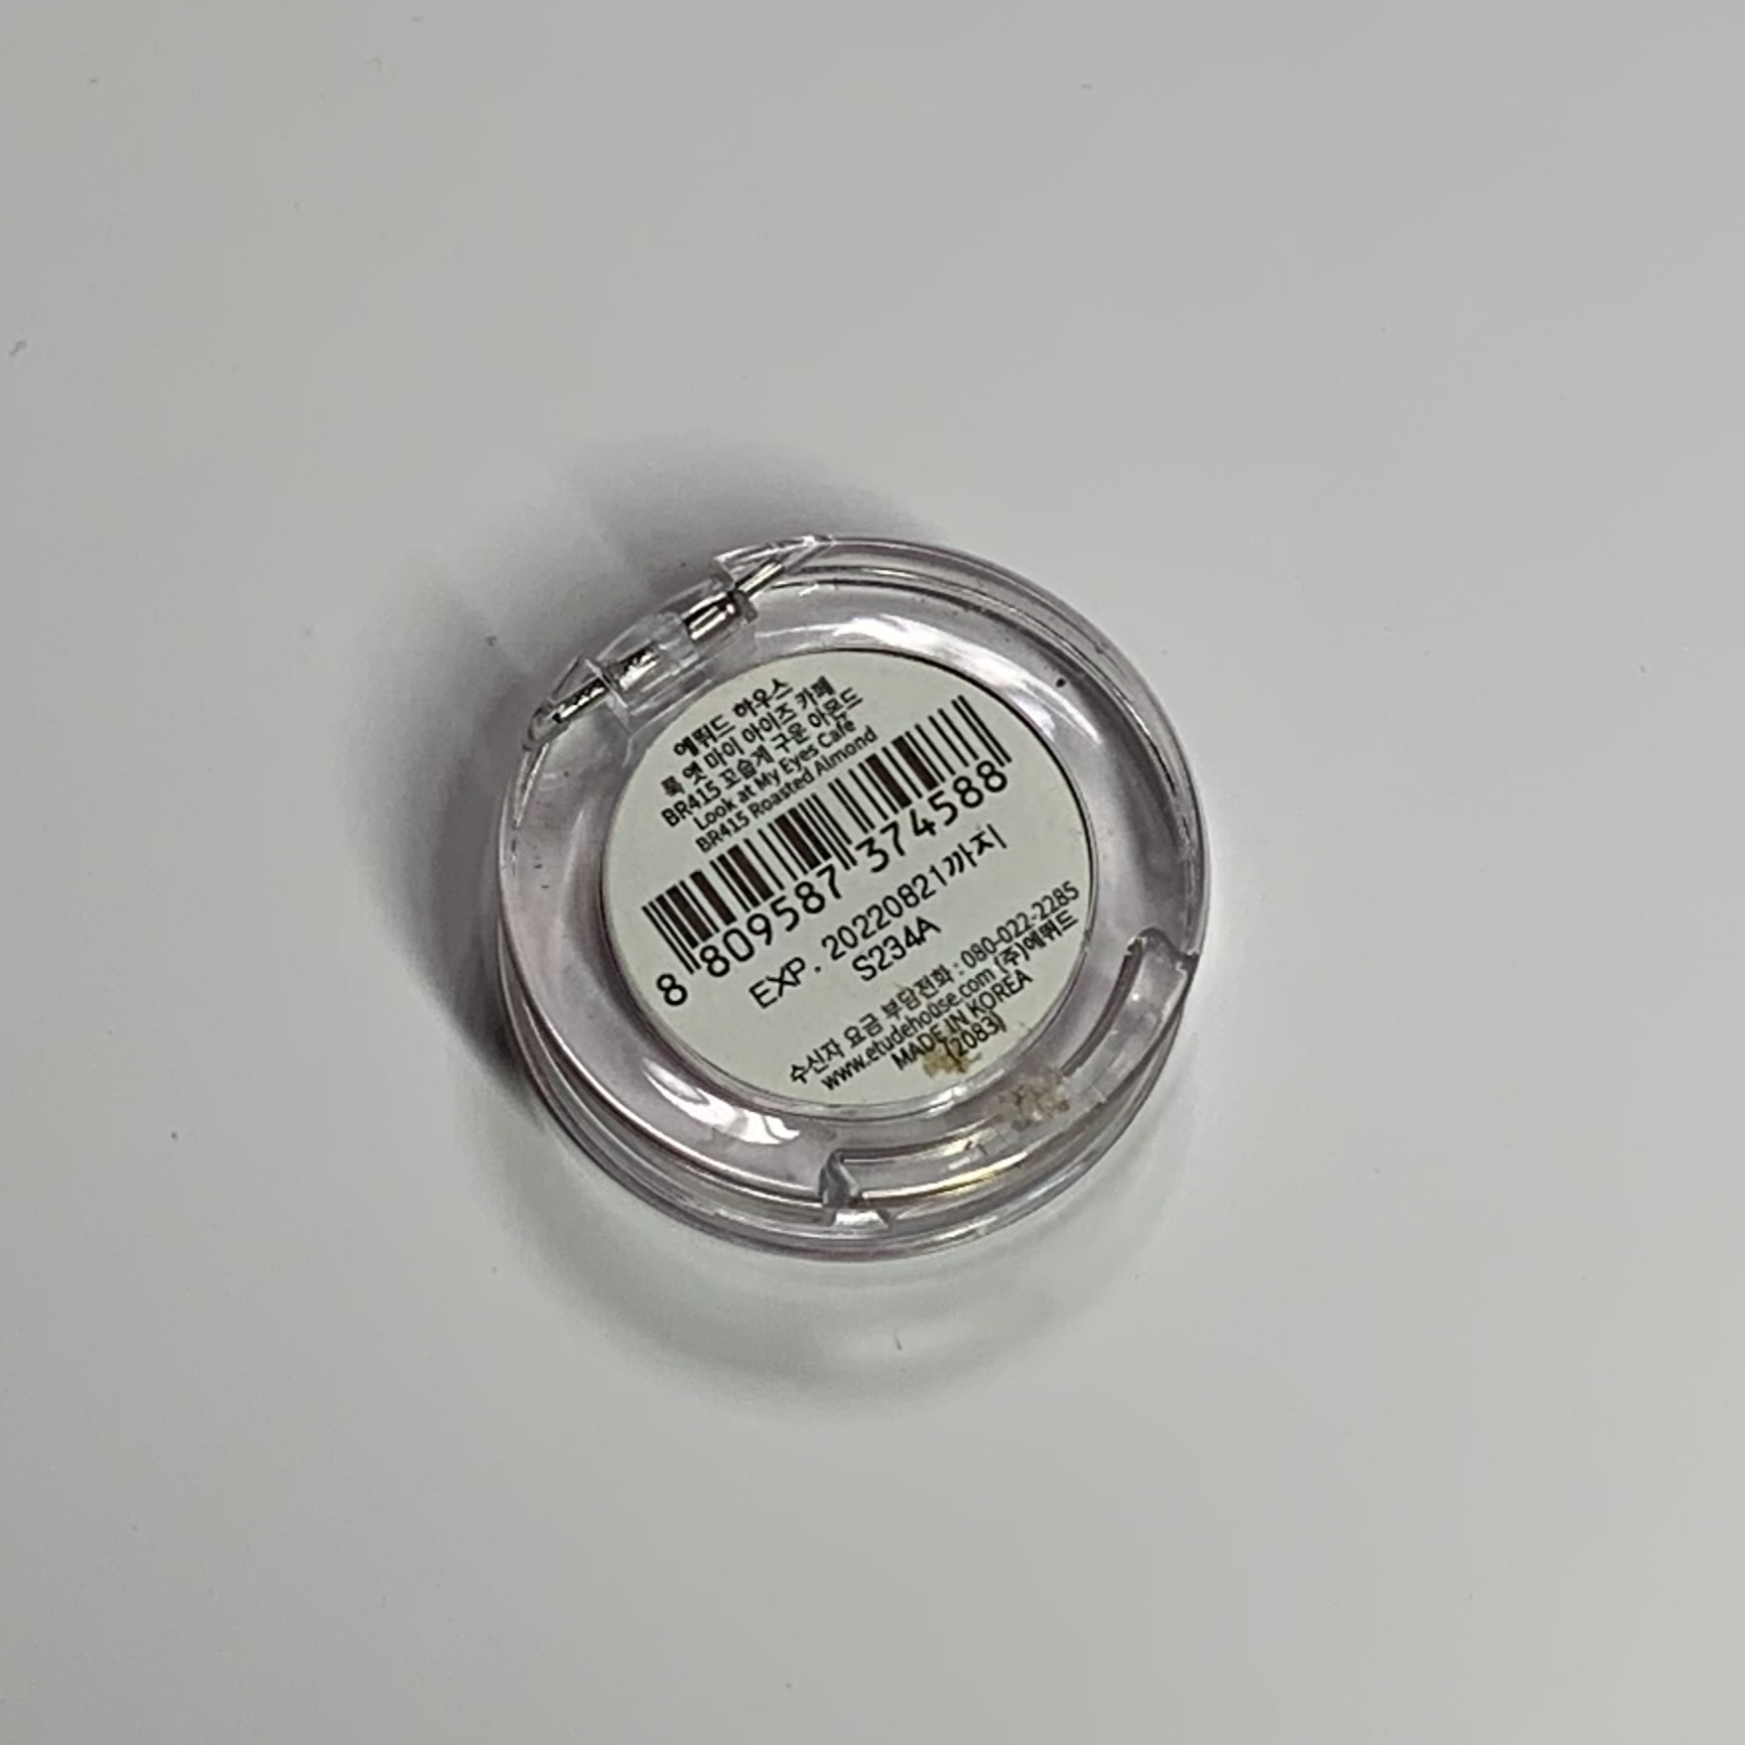 에뛰드 하우스
룩 앳 마이 아이즈 카페
BR415 꼬숩게 구운 아몬드
Look at My Eyes Cafe
BR415 Roasted Almond
8 809587 374588
EXP. 20220821까지
S234A
수신자 요금 부담전화 : 080-022-2285
www.etudehouse.com (주)에뛰드
MADE IN KOREA
(2083)